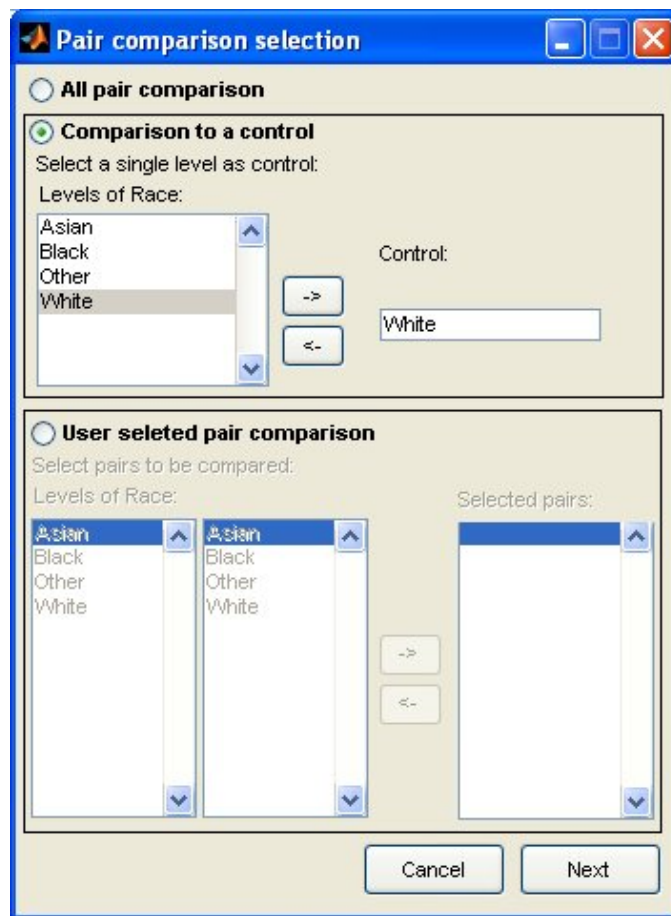 Pair comparison selection
All pair comparison
Comparison to a control
Select a single level as control:
Levels of Race:
Asian
Black
Other
White
Control:
->
<-
White
User seleted pair comparison
Select pairs to be compared:
Levels of Race:
Selected pairs:
Asian
Black
Other
White
Asian
Black
Other
White
->
<-
Cancel
Next